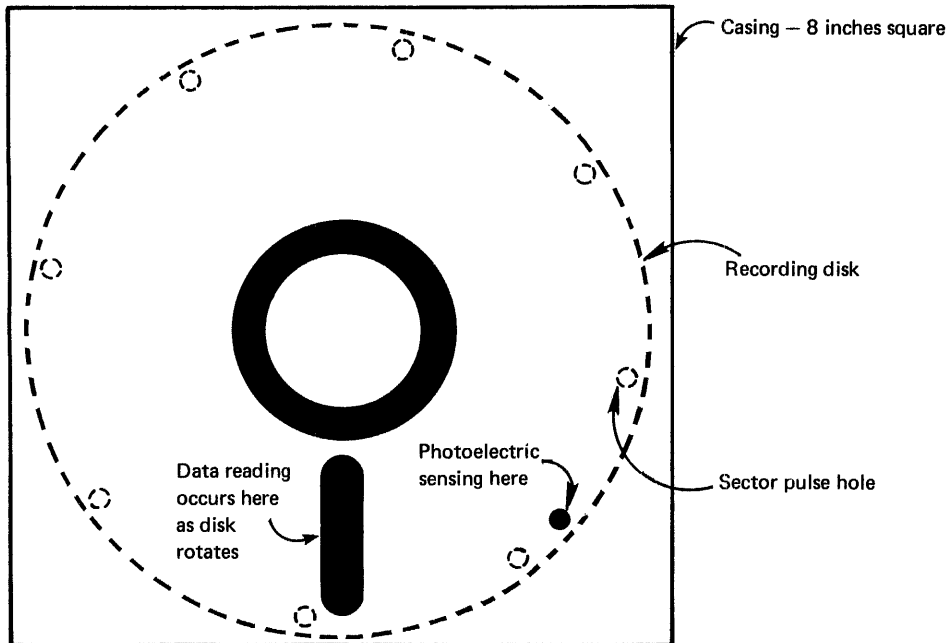 Casing — 8 inches square
Recording disk
Photoelectric
sensing here
Data reading
occurs here
as disk
rotates
Sector pulse hole